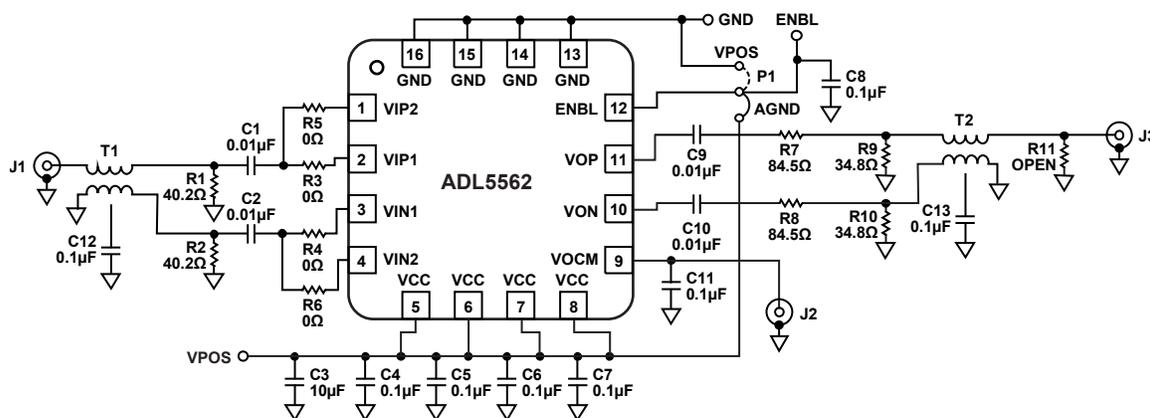 GND
ENBL
16
15
14
13
GND
GND
GND
GND
VPOS
P1
AGND
C8
0.1µF
1
VIP2
ENBL
12
R5
0Ω
C1
0.01µF
J1
T1
2
VIP1
R3
0Ω
R1
40.2Ω
ADL5562
VOP
11
C9
0.01µF
R7
84.5Ω
R9
34.8Ω
T2
R11
OPEN
J3
C2
0.01µF
3
VIN1
R4
0Ω
VON
10
C10
0.01µF
R8
84.5Ω
R10
34.8Ω
C13
0.1µF
C12
0.1µF
R2
40.2Ω
4
VIN2
R6
0Ω
VOCM
9
C11
0.1µF
J2
VCC
VCC
VCC
VCC
5
6
7
8
VPOS
C3
10µF
C4
0.1µF
C5
0.1µF
C6
0.1µF
C7
0.1µF